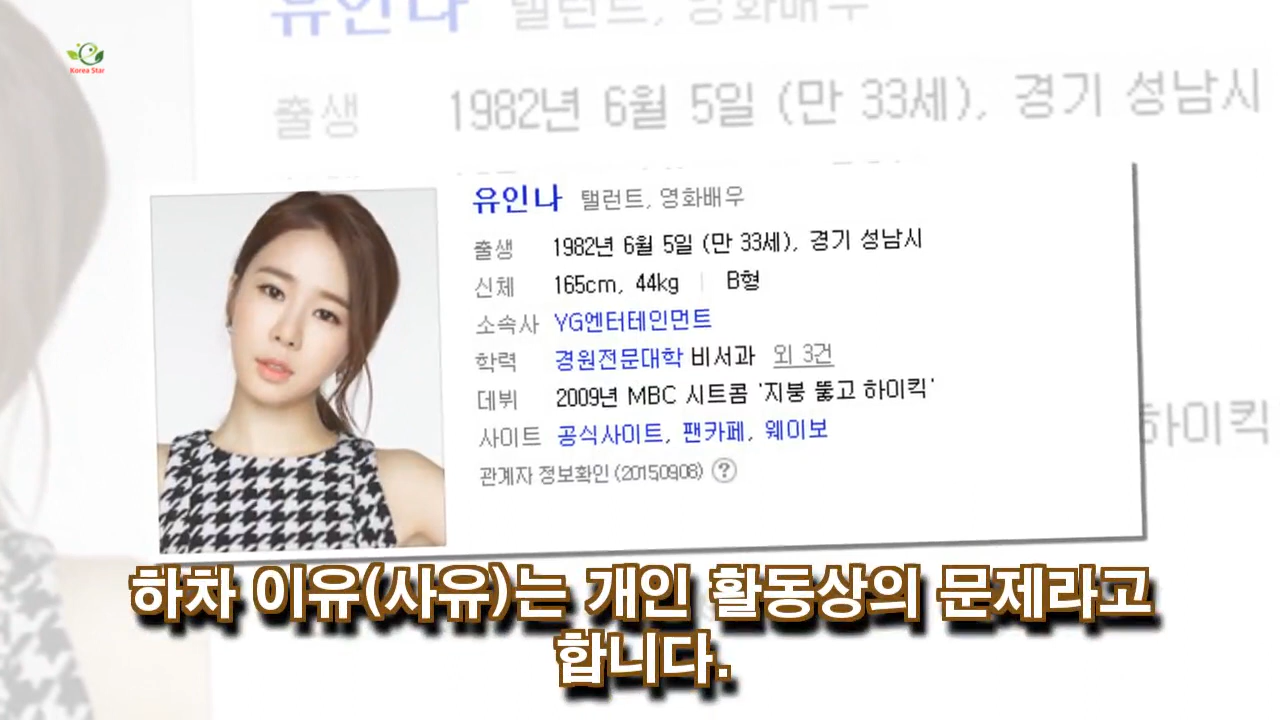 유인나 탤런트, 영화배우
출생 1982년 6월 5일 (만 33세), 경기 성남시
Korea Star
유인나 탤런트, 영화배우
출생 1982년 6월 5일 (만 33세), 경기 성남시
신체 165cm, 44kg | B형
소속사 YG엔터테인먼트
학력 경원전문대학 비서과 외 3건
데뷔 2009년 MBC 시트콤 '지붕 뚫고 하이킥'
사이트 공식사이트, 팬카페, 웨이보
관계자 정보확인 (20150908) ?
하이킥
하차 이유(사유)는 개인 활동상의 문제라고
합니다.